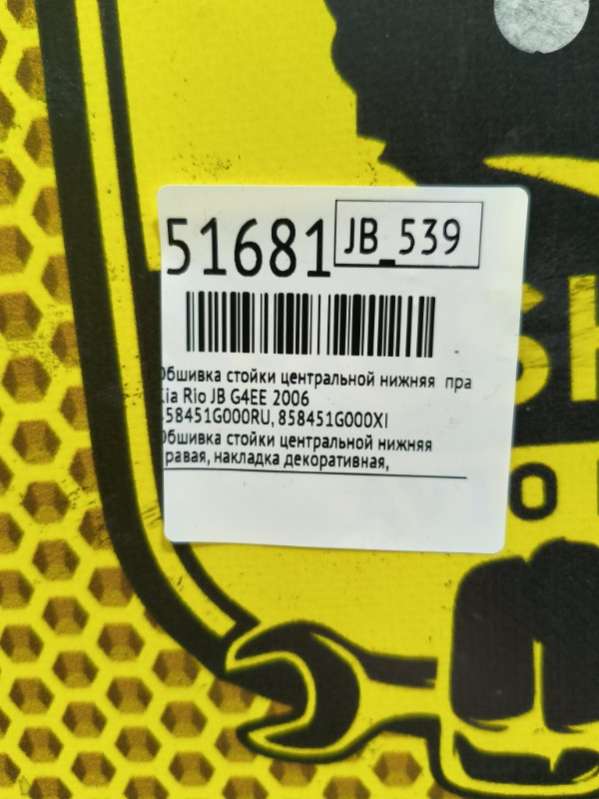 51681
JB_539
Обшивка стойки центральной нижняя пра
Kia Rio JB G4EE 2006
858451G000RU, 858451G000XI
Обшивка стойки центральной нижняя
правая, накладка декоративная,